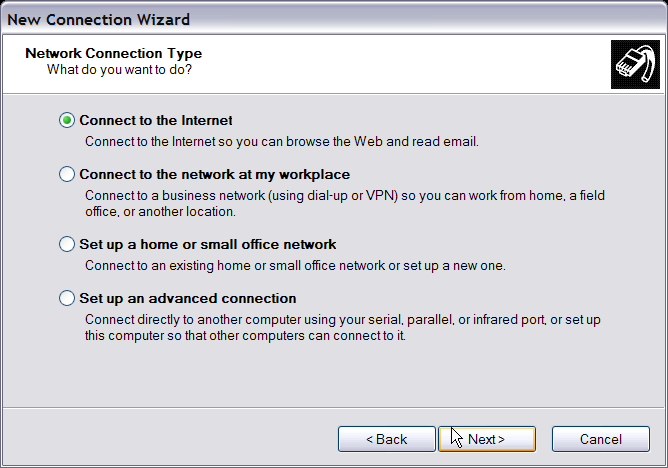 New Connection Wizard
Network Connection Type
What do you want to do?
Connect to the Internet
Connect to the Internet so you can browse the Web and read email.
Connect to the network at my workplace
Connect to a business network (using dial-up or VPN) so you can work from home, a field
office, or another location.
Set up a home or small office network
Connect to an existing home or small office network or set up a new one.
Set up an advanced connection
Connect directly to another computer using your serial, parallel, or infrared port, or set up
this computer so that other computers can connect to it.
< Back
Next >
Cancel